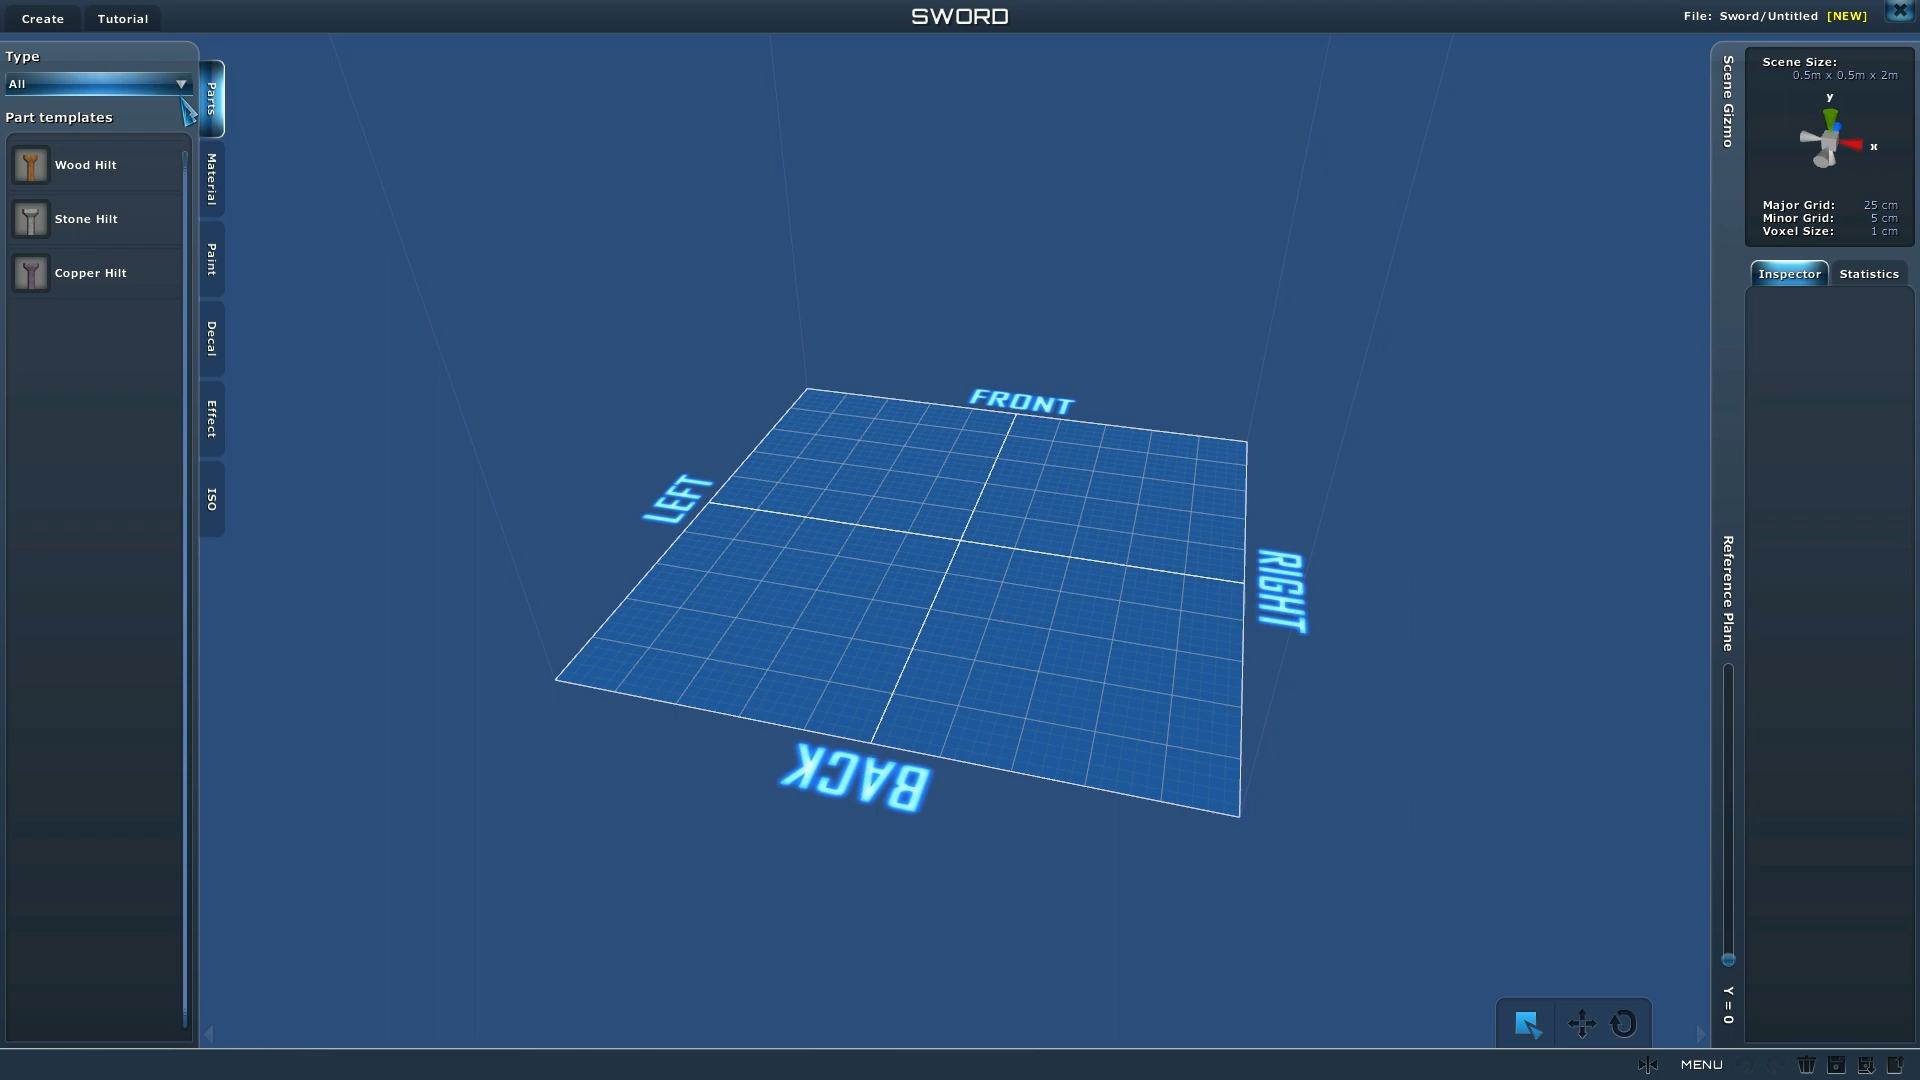 Create
Tutorial
SWORD
File: Sword/Untitled [NEW]
Type
All
Part templates
Wood Hilt
Stone Hilt
Copper Hilt
Parts
Material
Paint
Decal
Effect
ISO
FRONT
LEFT
RIGHT
BACK
Scene Gizmo
Scene Size:
0.5m x 0.5m x 2m
y
x
Major Grid: 25 cm
Minor Grid: 5 cm
Voxel Size: 1 cm
Inspector
Statistics
Reference Plane
Y = 0
MENU